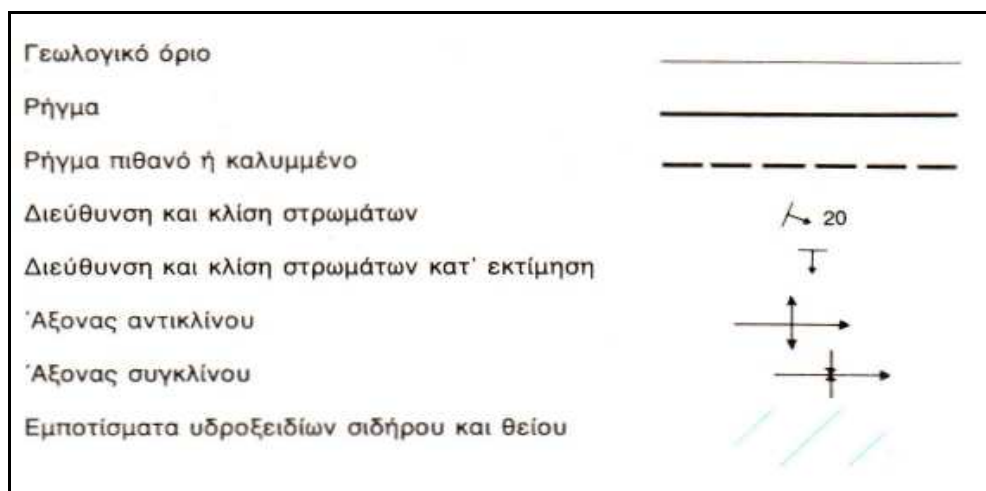 Γεωλογικό όριο
Ρήγμα
Ρήγμα πιθανό ή καλυμμένο
Διεύθυνση και κλίση στρωμάτων 20
Διεύθυνση και κλίση στρωμάτων κατ' εκτίμηση
Άξονας αντικλίνου
Άξονας συγκλίνου
Εμποτίσματα υδροξειδίων σιδήρου και θείου